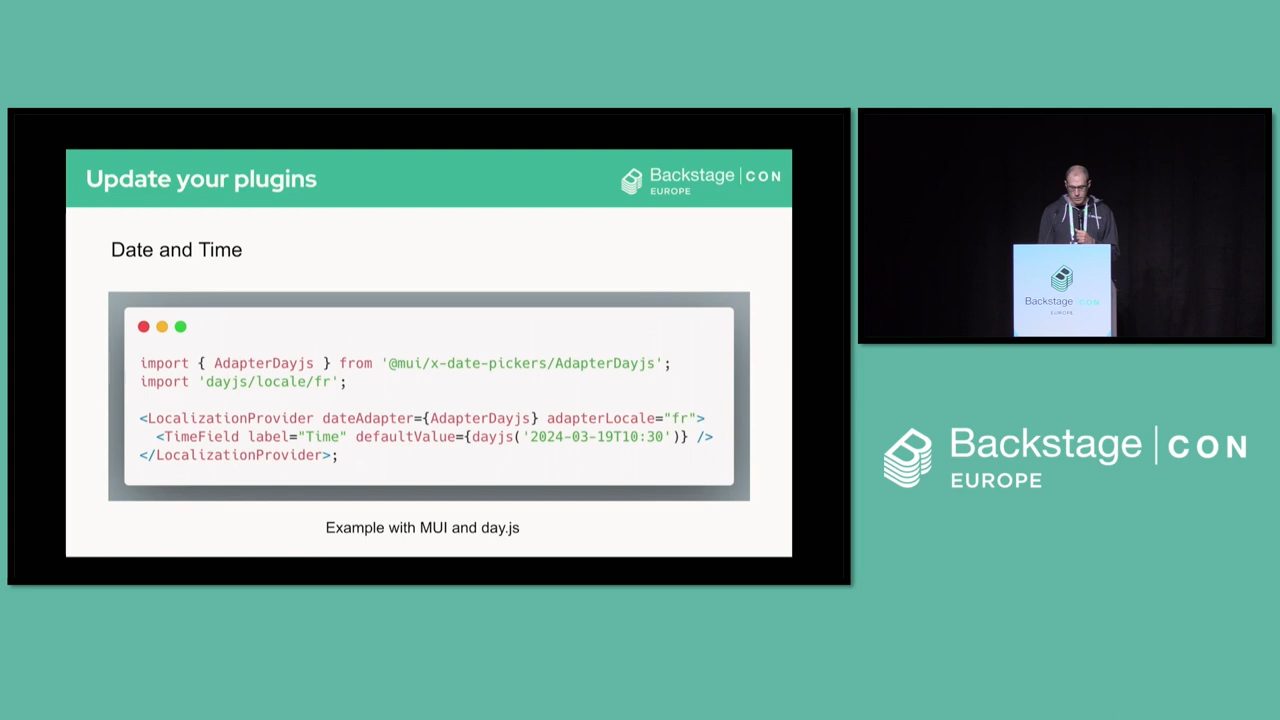 Update your plugins
Backstage CON
EUROPE
Date and Time
import { AdapterDayjs } from '@mui/x-date-pickers/AdapterDayjs';
import 'dayjs/locale/fr';
<LocalizationProvider dateAdapter={AdapterDayjs} adapterLocale="fr">
<TimeField label="Time" defaultValue={dayjs('2024-03-19T10:30')} />
</LocalizationProvider>;
Example with MUI and day.js
Backstage CON
EUROPE
Backstage CON
EUROPE